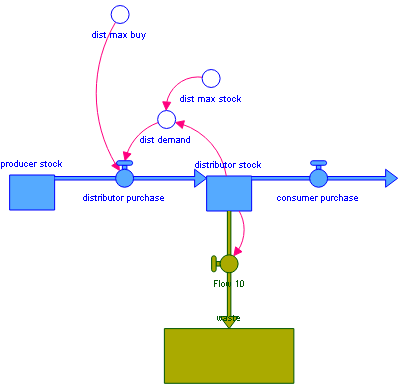 dist max buy
dist max stock
dist demand
producer stock
distributor stock
distributor purchase
consumer purchase
Flow 10
waste